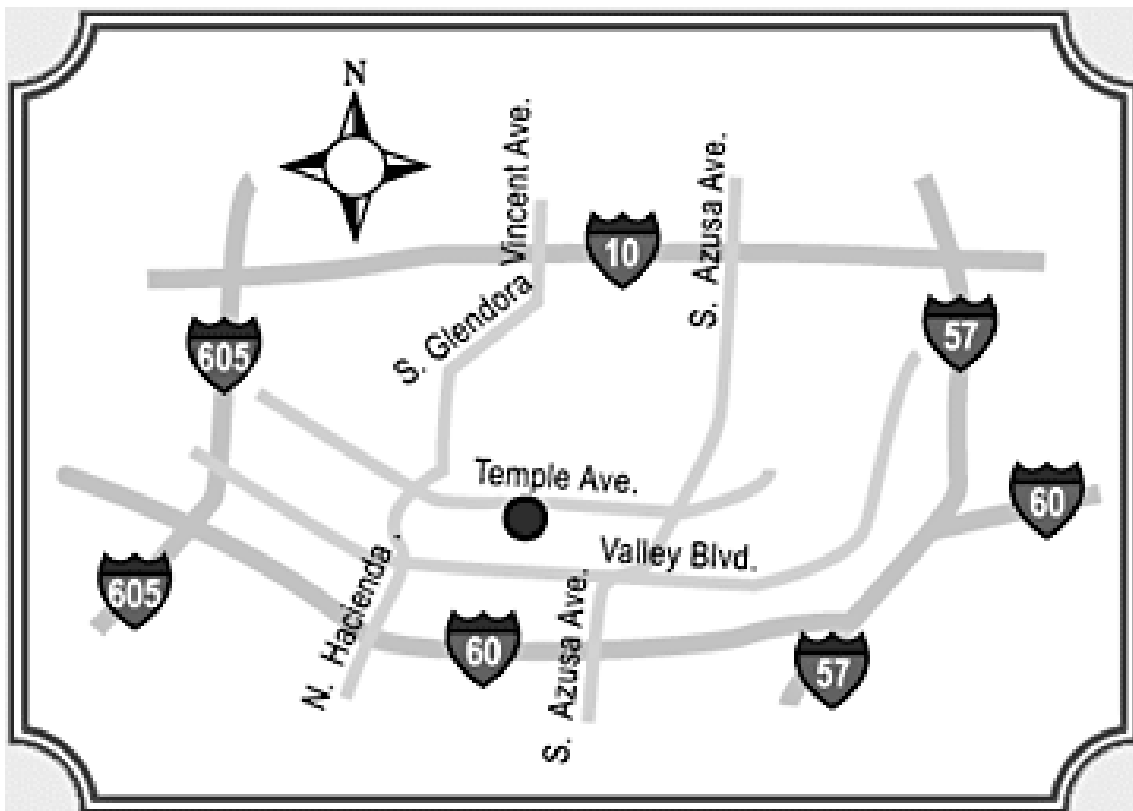 N
Vincent Ave.
S. Azusa Ave.
10
S. Glendora
57
605
Temple Ave.
60
Valley Blvd.
605
N. Hacienda
60
S. Azusa Ave.
57